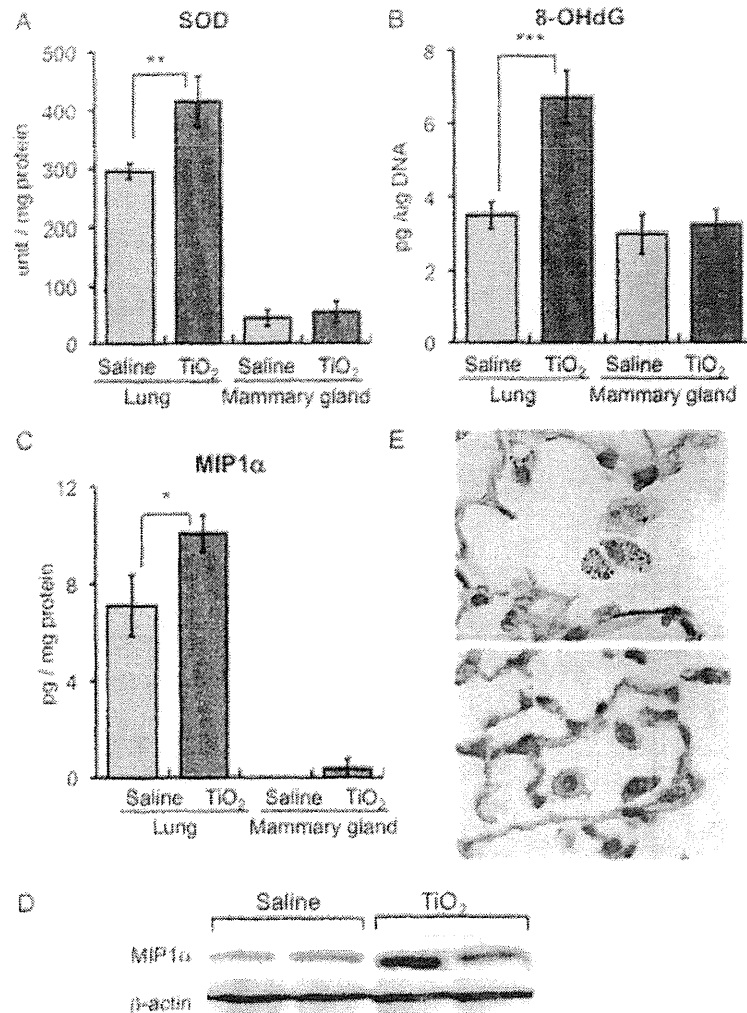 A
SOD
**
500
400
300
200
100
0
unit / mg protein
Saline TiO2 Saline TiO2
Lung Mammary gland
B
8-OHdG
***
8
6
4
2
0
pg /ug DNA
Saline TiO2 Saline TiO2
Lung Mammary gland
C
MIP1α
*
12
8
4
0
pg / mg protein
Saline TiO2 Saline TiO2
Lung Mammary gland
E
D
Saline TiO2
MIP1α
β-actin